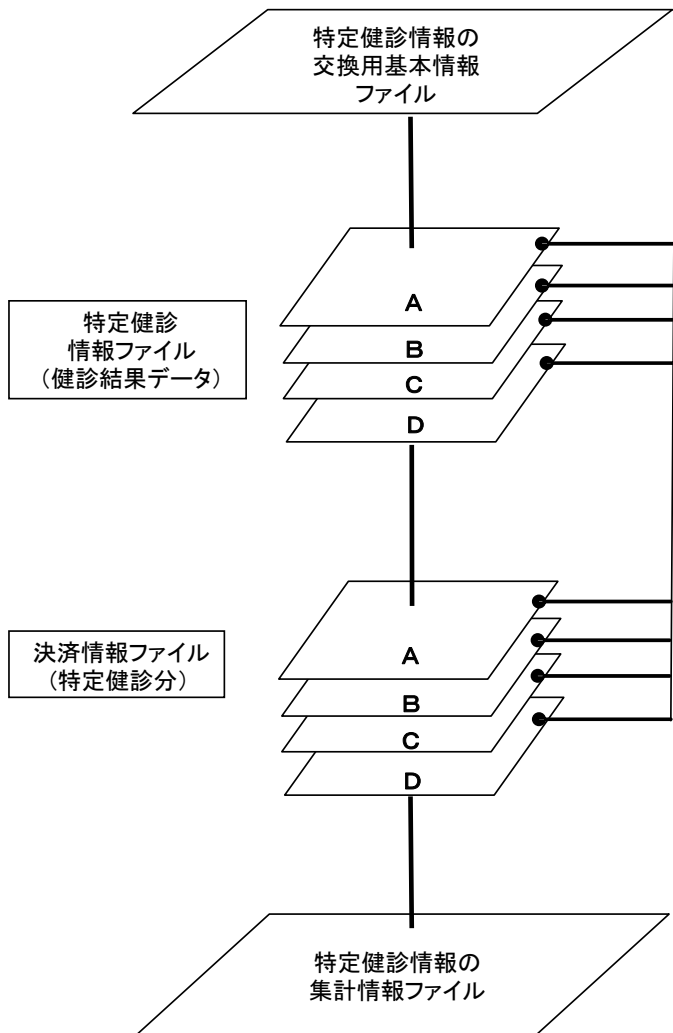 特定健診情報の
交換用基本情報
ファイル
A
B
C
D
特定健診
情報ファイル
（健診結果データ）
A
B
C
D
決済情報ファイル
（特定健診分）
特定健診情報の
集計情報ファイル